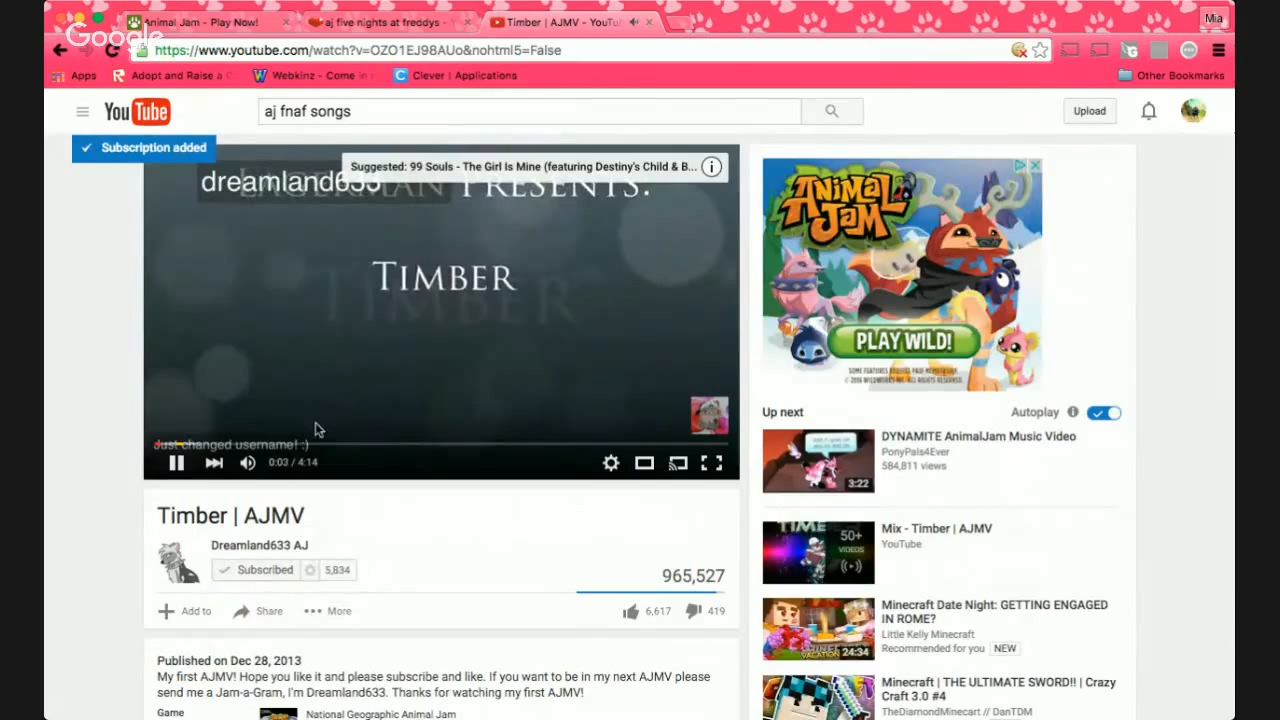 Animal Jam - Play Now!
aj five nights at freddys -
Timber | AJMV - YouTu
Mia
Google
https://www.youtube.com/watch?v=OZO1EJ98AUo&nohtml5=False
Apps
Adopt and Raise a
Webkinz - Come in
Clever | Applications
Other Bookmarks
YouTube
aj fnaf songs
Upload
Subscription added
Suggested: 99 Souls - The Girl Is Mine (featuring Destiny's Child & B...
dreamland633
PRESENTS:
TIMBER
Just changed username! :)
0:03 / 4:14
Timber | AJMV
Dreamland633 AJ
Subscribed
5,834
965,527
Add to
Share
More
6,617
419
Published on Dec 28, 2013
My first AJMV! Hope you like it and please subscribe and like. If you want to be in my next AJMV please
send me a Jam-a-Gram, I'm Dreamland633. Thanks for watching my first AJMV!
Game
National Geographic Animal Jam
ANIMAL
JAM
PLAY WILD!
Up next
Autoplay
DYNAMITE AnimalJam Music Video
PonyPals4Ever
584,811 views
3:22
Mix - Timber | AJMV
YouTube
50+
VIDEOS
Minecraft Date Night: GETTING ENGAGED
IN ROME?
Little Kelly Minecraft
Recommended for you
NEW
24:34
Minecraft | THE ULTIMATE SWORD!! | Crazy
Craft 3.0 #4
TheDiamondMinecart // DanTDM